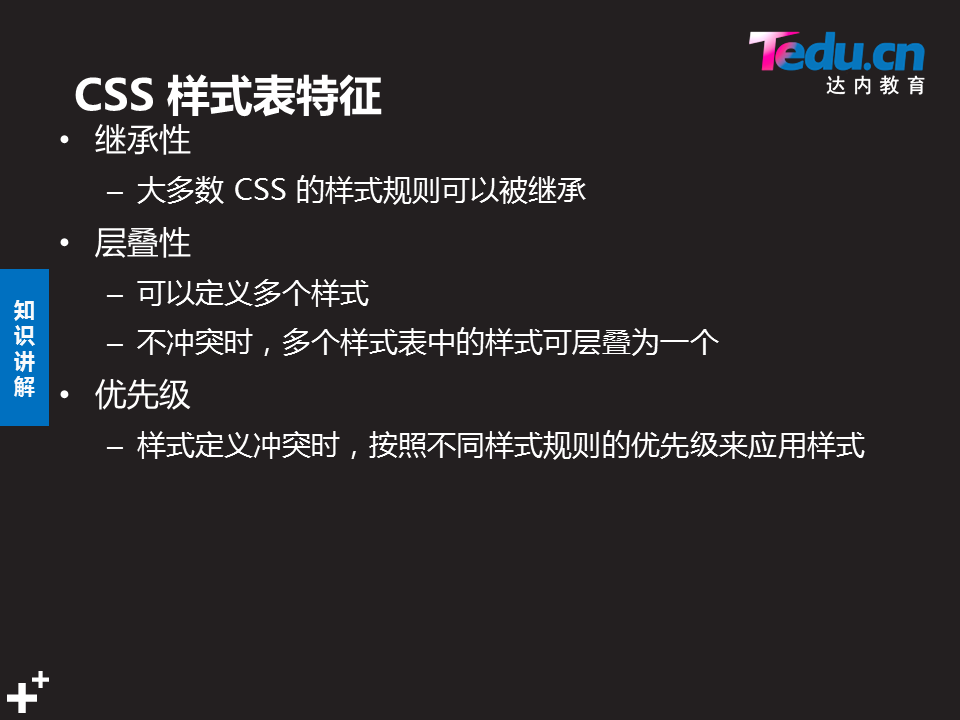 Tedu.cn
达内教育
CSS 样式表特征
• 继承性
– 大多数 CSS 的样式规则可以被继承
• 层叠性
– 可以定义多个样式
– 不冲突时，多个样式表中的样式可层叠为一个
• 优先级
– 样式定义冲突时，按照不同样式规则的优先级来应用样式
知识讲解